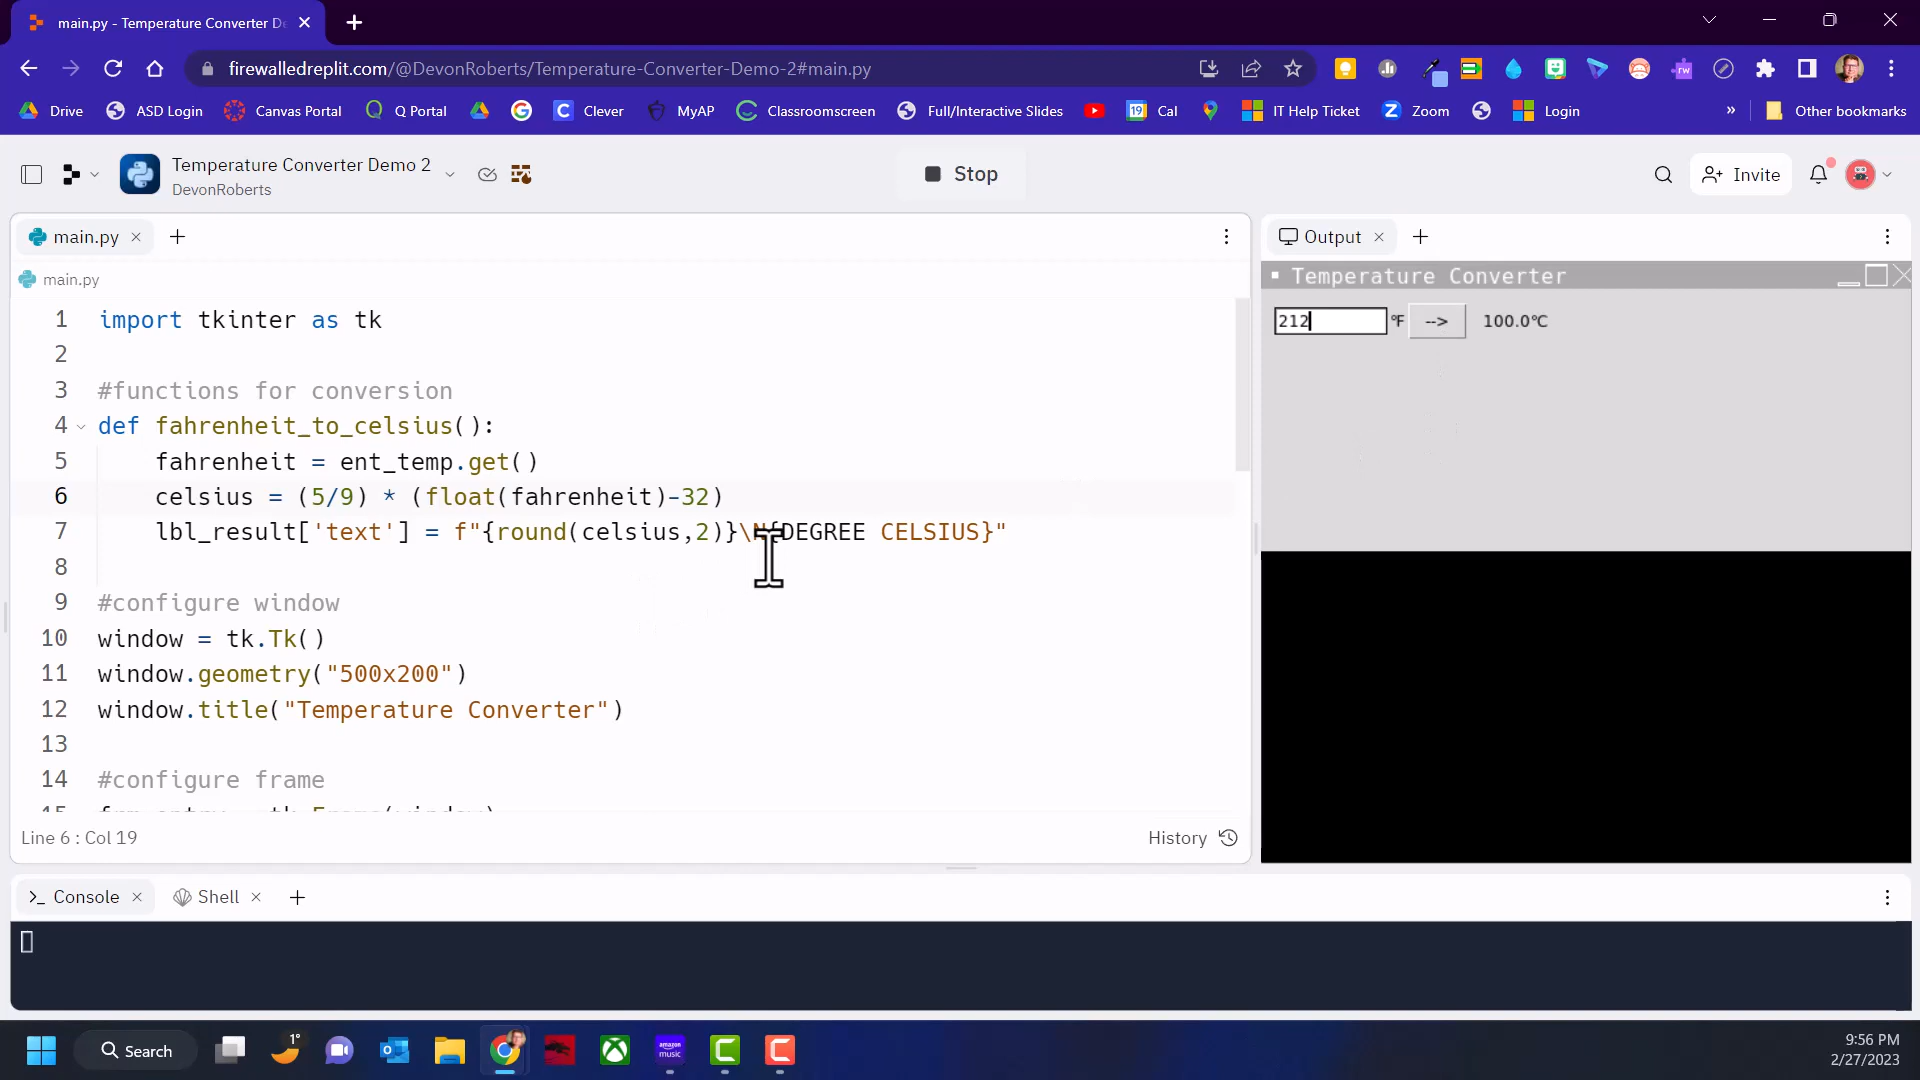 main.py - Temperature Converter D
firewalledreplit.com/@DevonRoberts/Temperature-Converter-Demo-2#main.py
Drive ASD Login Canvas Portal Q Portal Clever MyAP Classroomscreen Full/Interactive Slides 19 Cal IT Help Ticket Zoom Login » Other bookmarks
Temperature Converter Demo 2
DevonRoberts
Stop
Invite
main.py
main.py
1 import tkinter as tk
2
3 #functions for conversion
4 def fahrenheit_to_celsius():
5 fahrenheit = ent_temp.get()
6 celsius = (5/9) * (float(fahrenheit)-32)
7 lbl_result['text'] = f"{round(celsius,2)}\N{DEGREE CELSIUS}"
8
9 #configure window
10 window = tk.Tk()
11 window.geometry("500x200")
12 window.title("Temperature Converter")
13
14 #configure frame
15 frm_entry = tk.Frame(window)
Line 6 : Col 19
History
Output
Temperature Converter
212 °F --> 100.0°C
Console Shell
Search
1°
amazon music
9:56 PM
2/27/2023